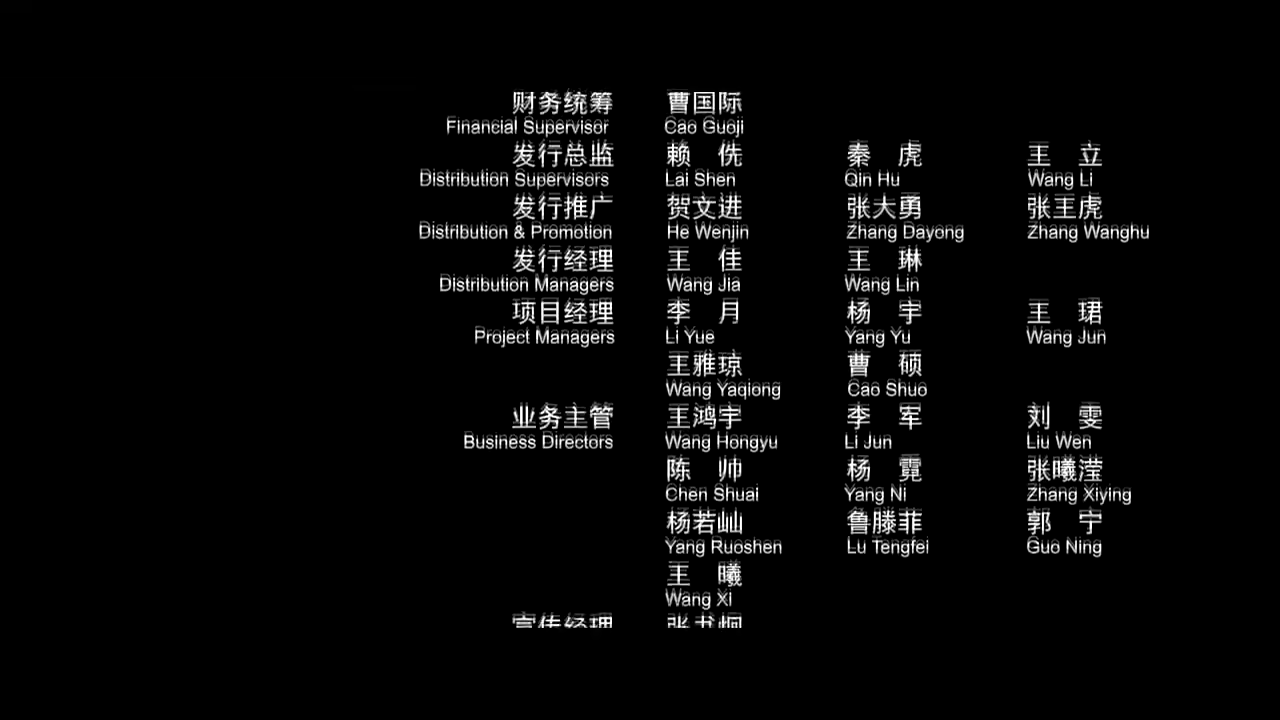 财务统筹 曹国际
Financial Supervisor Cao Guoji
发行总监 赖 侁 秦 虎 王 立
Distribution Supervisors Lai Shen Qin Hu Wang Li
发行推广 贺文进 张大勇 张王虎
Distribution & Promotion He Wenjin Zhang Dayong Zhang Wanghu
发行经理 王 佳 王 琳
Distribution Managers Wang Jia Wang Lin
项目经理 李 月 杨 宇 王 珺
Project Managers Li Yue Yang Yu Wang Jun
王雅琼 曹 硕
Wang Yaqiong Cao Shuo
业务主管 王鸿宇 李 军 刘 雯
Business Directors Wang Hongyu Li Jun Liu Wen
陈 帅 杨 霓 张曦滢
Chen Shuai Yang Ni Zhang Xiying
杨若屾 鲁滕菲 郭 宁
Yang Ruoshen Lu Tengfei Guo Ning
王 曦
Wang Xi
宣传经理